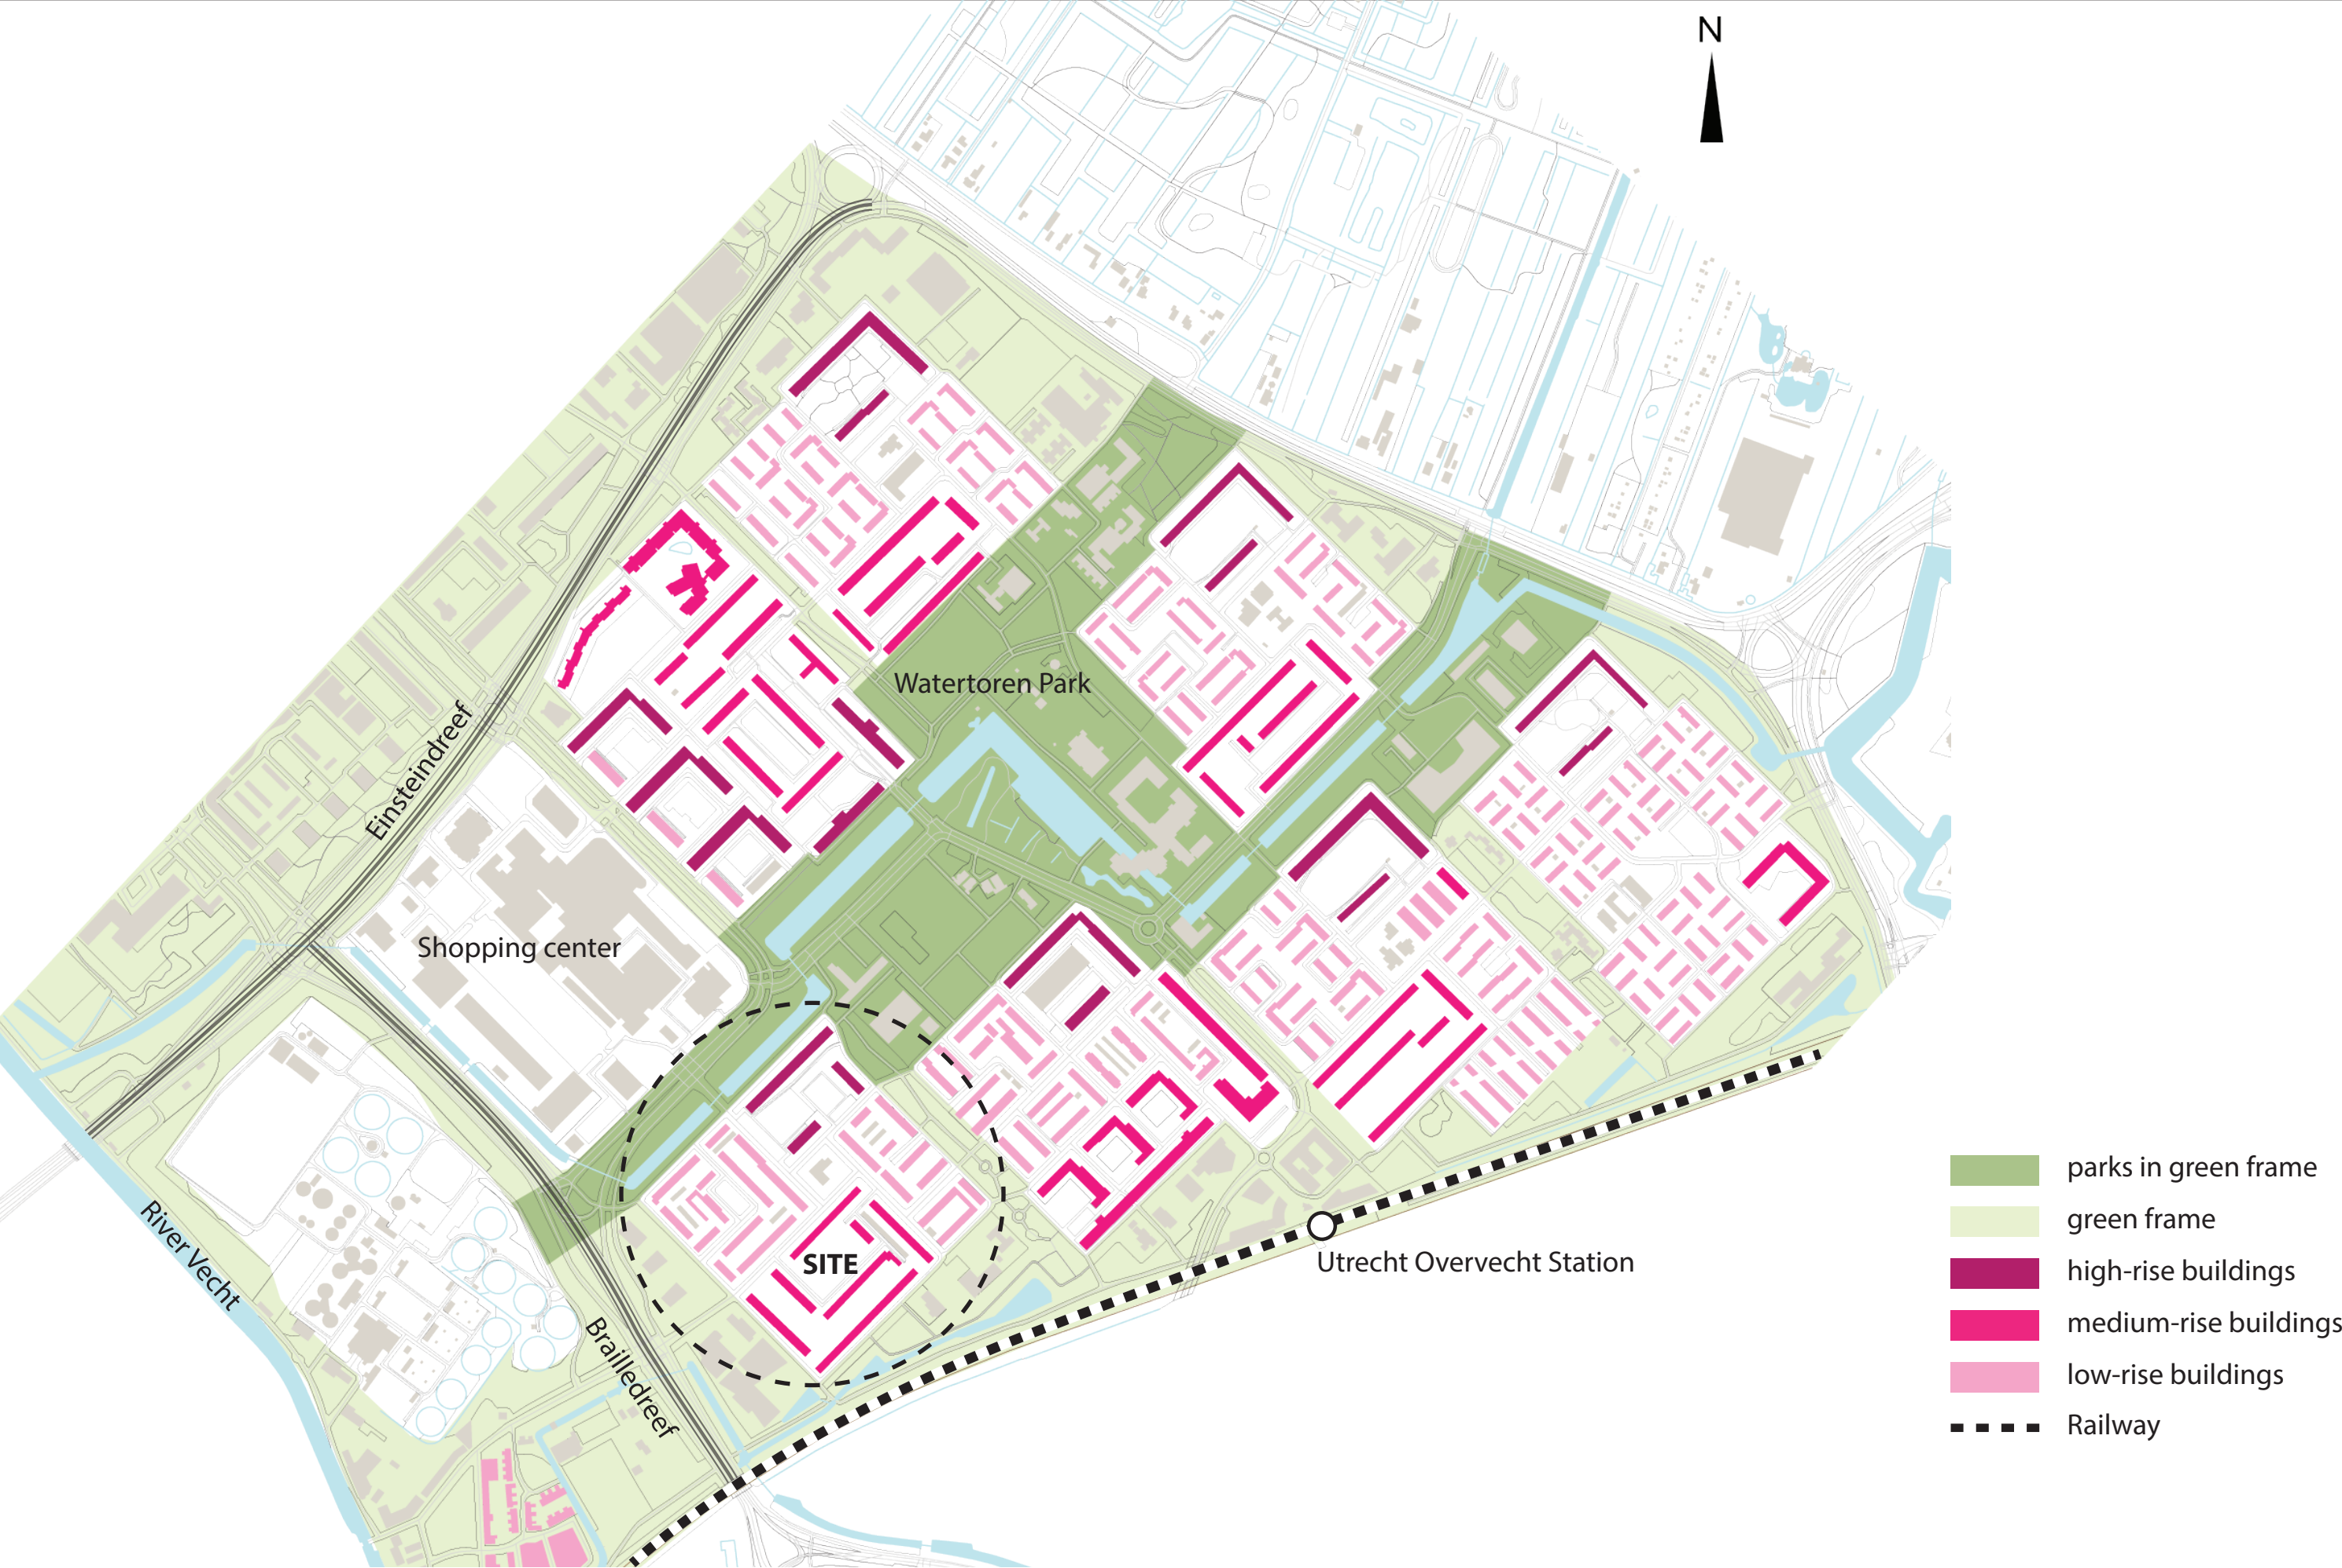 N
Watertoren Park
Einsteindreef
Shopping center
River Vecht
SITE
Brailledreef
Utrecht Overvecht Station
parks in green frame
green frame
high-rise buildings
medium-rise buildings
low-rise buildings
Railway